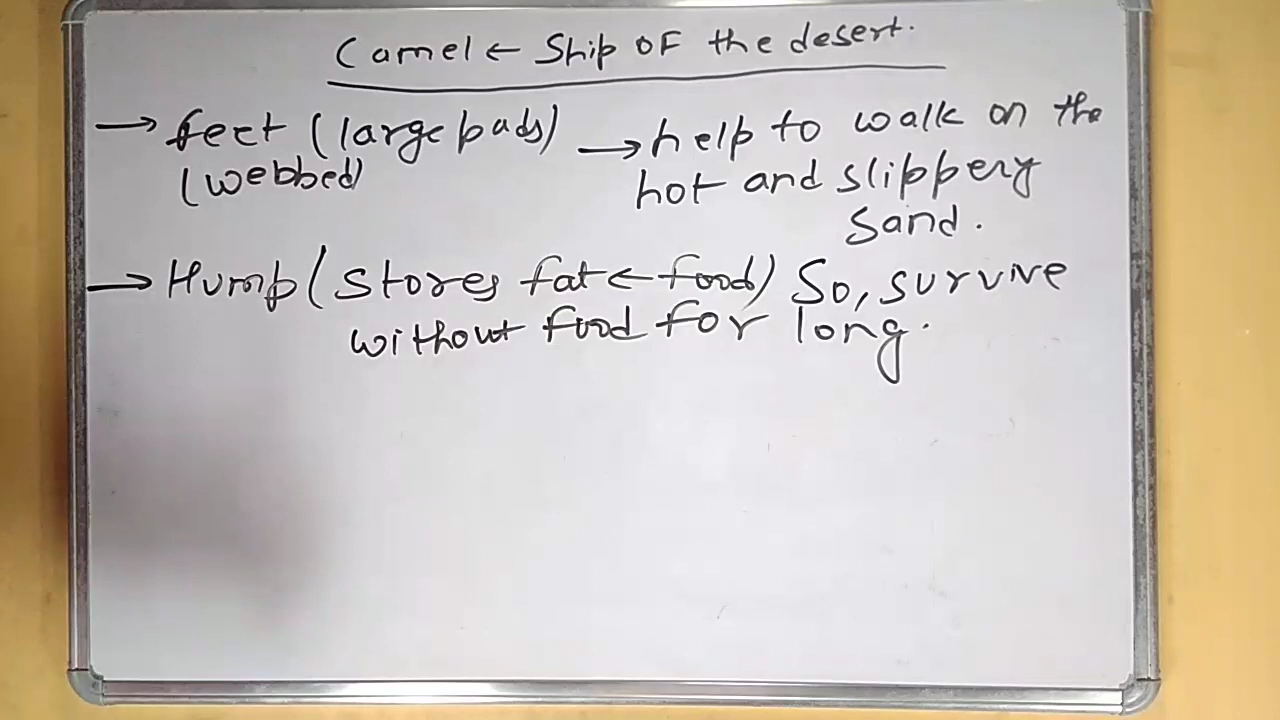 Camel ← Ship OF the desert.
→ feet (large pads) → help to walk on the
(webbed) hot and slippery
sand.
→ Hump (stores fat ← food) So, survive
without food for long.